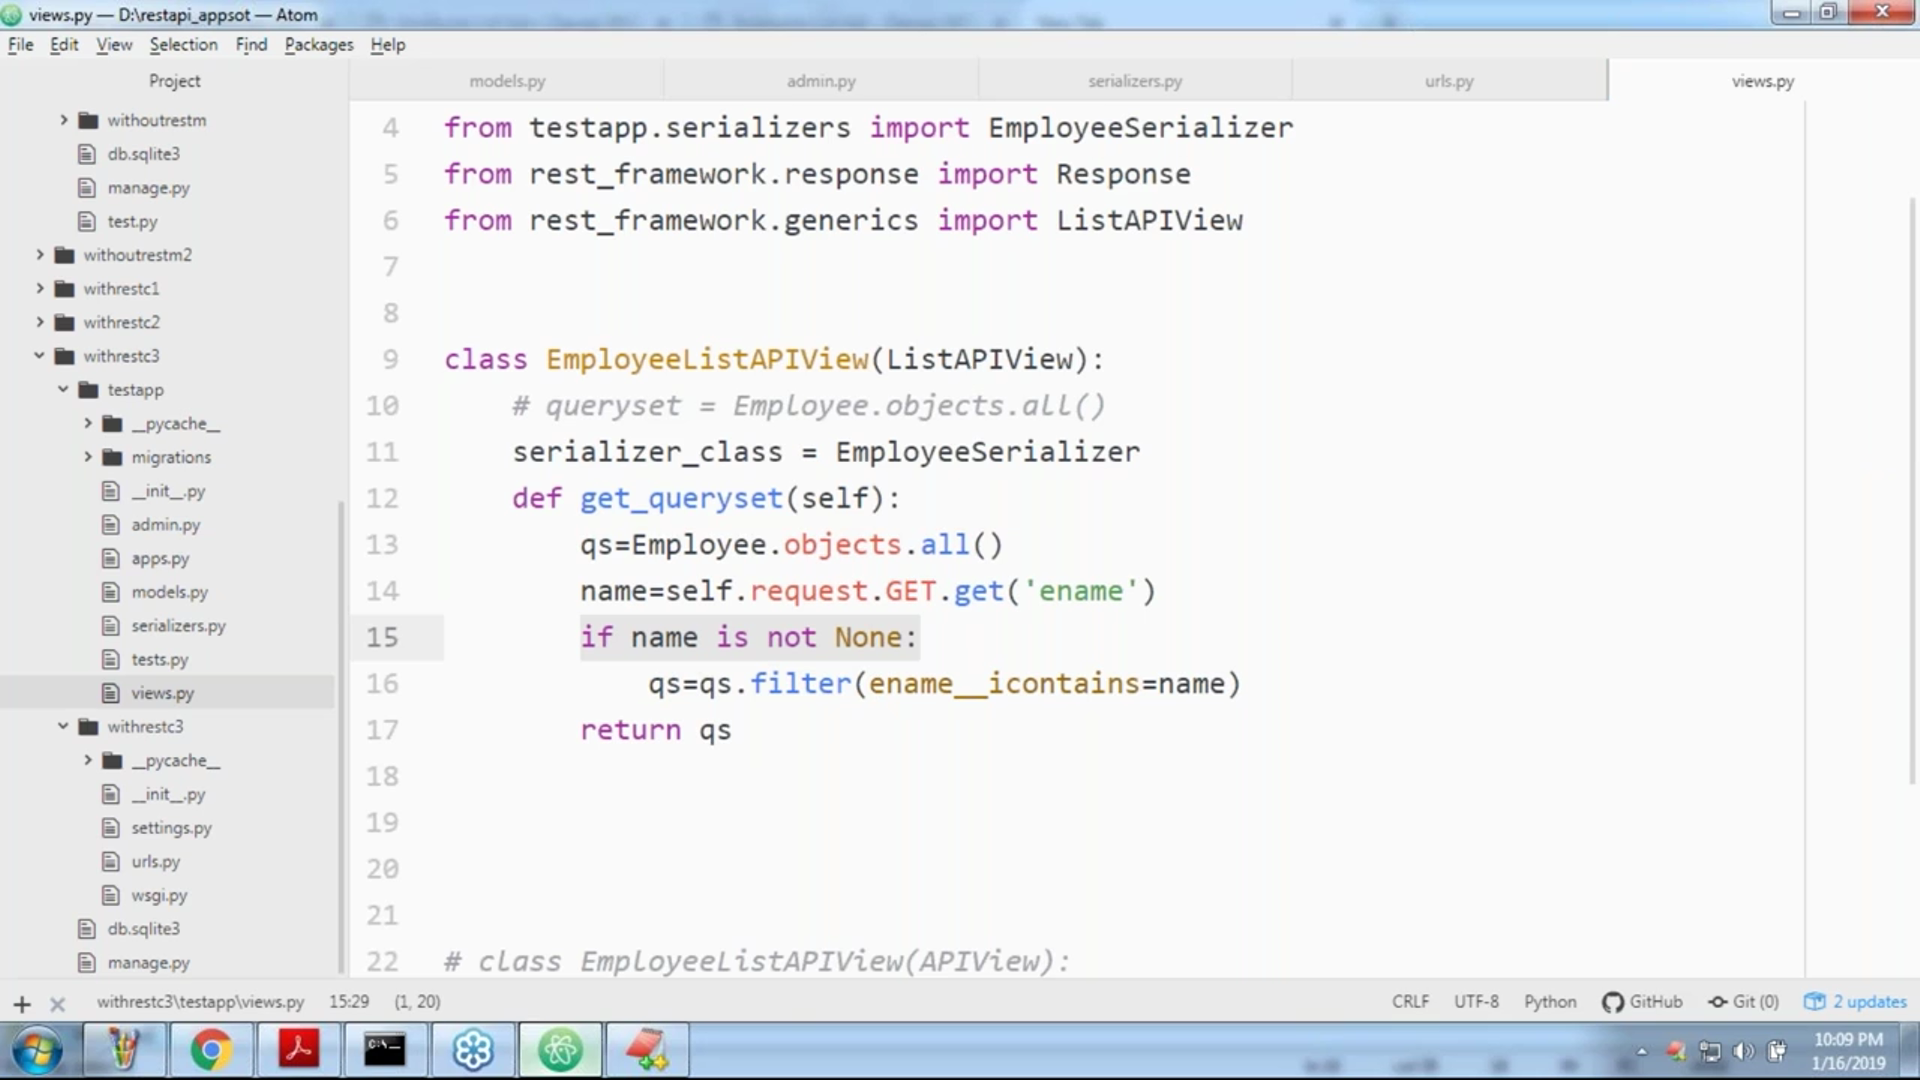 views.py — D:\restapi_appsot — Atom
File Edit View Selection Find Packages Help
Project
models.py admin.py serializers.py urls.py views.py
withoutrestm
db.sqlite3
manage.py
test.py
withoutrestm2
withrestc1
withrestc2
withrestc3
testapp
__pycache__
migrations
__init__.py
admin.py
apps.py
models.py
serializers.py
tests.py
views.py
withrestc3
__pycache__
__init__.py
settings.py
urls.py
wsgi.py
db.sqlite3
manage.py
4 from testapp.serializers import EmployeeSerializer
5 from rest_framework.response import Response
6 from rest_framework.generics import ListAPIView
7
8
9 class EmployeeListAPIView(ListAPIView):
10 # queryset = Employee.objects.all()
11 serializer_class = EmployeeSerializer
12 def get_queryset(self):
13 qs=Employee.objects.all()
14 name=self.request.GET.get('ename')
15 if name is not None:
16 qs=qs.filter(ename__icontains=name)
17 return qs
18
19
20
21
22 # class EmployeeListAPIView(APIView):
withrestc3\testapp\views.py 15:29 (1, 20) CRLF UTF-8 Python GitHub Git (0) 2 updates
10:09 PM
1/16/2019